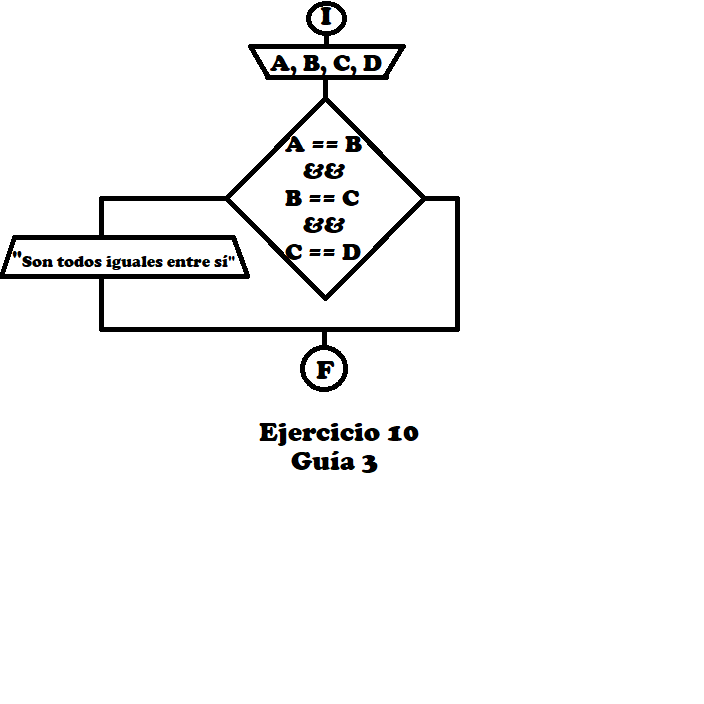 I
A, B, C, D
A == B
&&
B == C
&&
C == D
"Son todos iguales entre sí"
F
Ejercicio 10
Guía 3